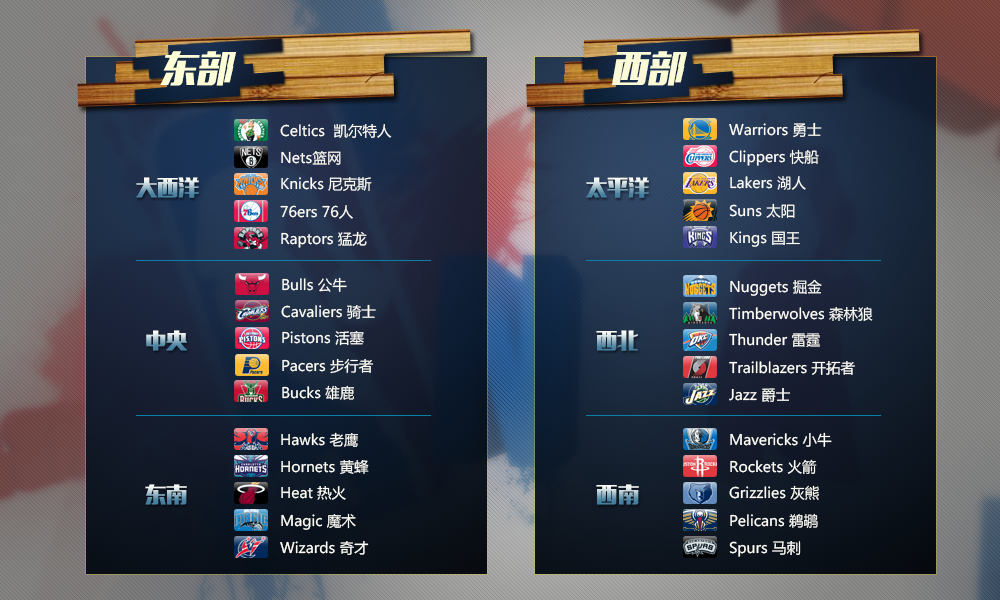 东部
大西洋
Celtics 凯尔特人
Nets篮网
Knicks 尼克斯
76ers 76人
Raptors 猛龙
中央
Bulls 公牛
Cavaliers 骑士
Pistons 活塞
Pacers 步行者
Bucks 雄鹿
东南
Hawks 老鹰
Hornets 黄蜂
Heat 热火
Magic 魔术
Wizards 奇才
西部
太平洋
Warriors 勇士
Clippers 快船
Lakers 湖人
Suns 太阳
Kings 国王
西北
Nuggets 掘金
Timberwolves 森林狼
Thunder 雷霆
Trailblazers 开拓者
Jazz 爵士
西南
Mavericks 小牛
Rockets 火箭
Grizzlies 灰熊
Pelicans 鹈鹕
Spurs 马刺